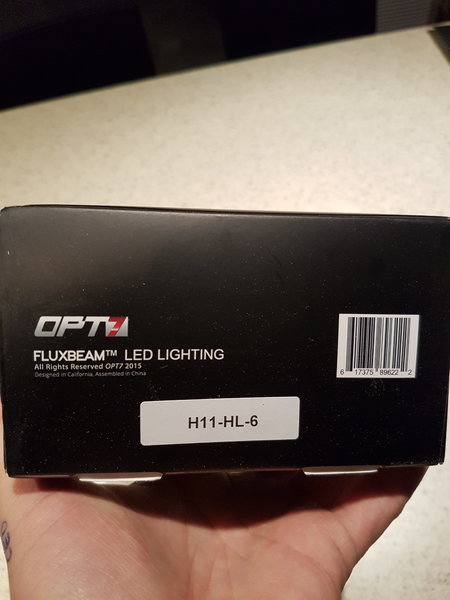 OPT7
FLUXBEAM™ LED LIGHTING
All Rights Reserved OPT7 2015
Designed in California, Assembled in China
H11-HL-6
6 17375 89622 2